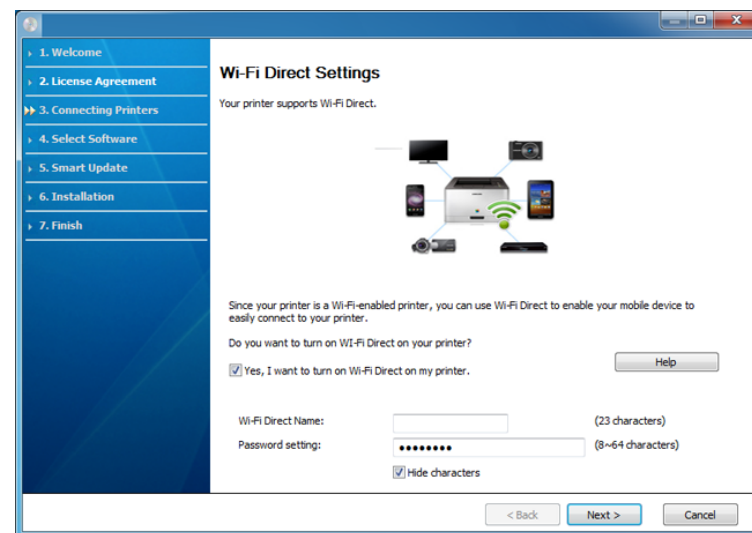 1. Welcome
2. License Agreement
3. Connecting Printers
4. Select Software
5. Smart Update
6. Installation
7. Finish
Wi-Fi Direct Settings
Your printer supports Wi-Fi Direct.
Since your printer is a Wi-Fi-enabled printer, you can use Wi-Fi Direct to enable your mobile device to
easily connect to your printer.
Do you want to turn on WI-Fi Direct on your printer?
Yes, I want to turn on Wi-Fi Direct on my printer.
Help
Wi-Fi Direct Name:
(23 characters)
Password setting:
●●●●●●●●
(8~64 characters)
Hide characters
< Back
Next >
Cancel